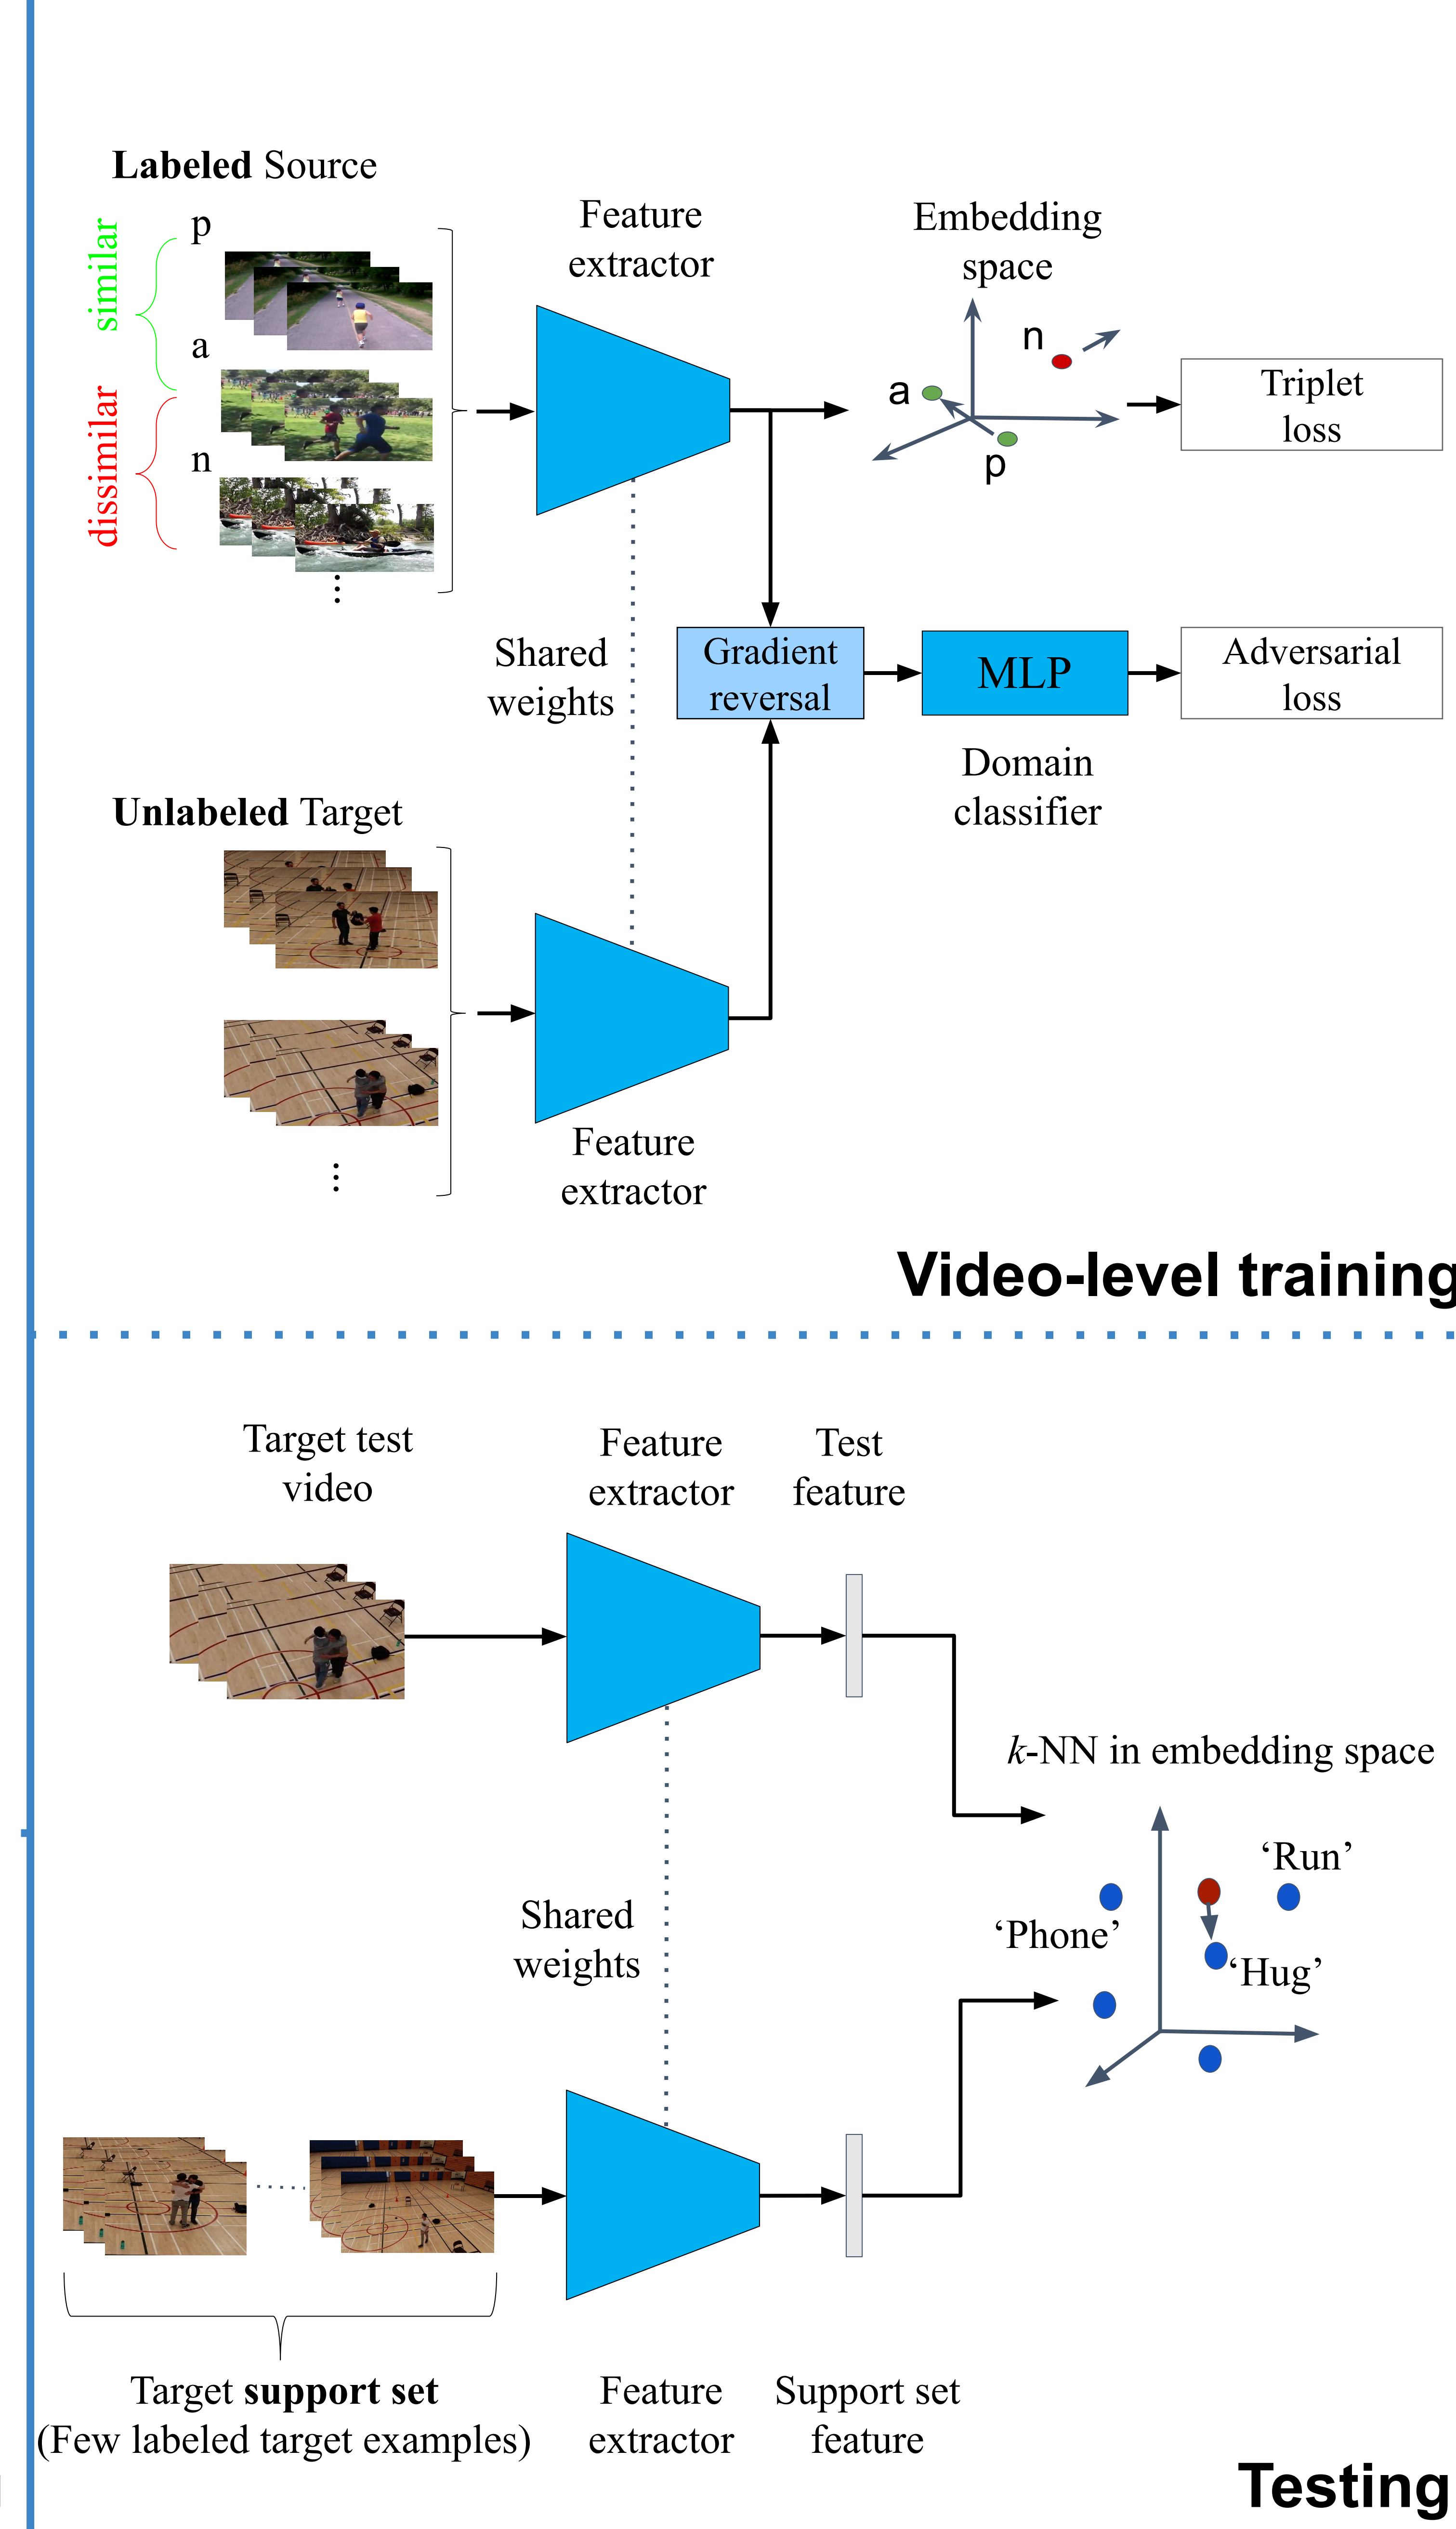 Labeled Source
similar
dissimilar
p
a
n
Feature
extractor
Embedding
space
n
a
p
Triplet
loss
Shared
weights
Gradient
reversal
MLP
Adversarial
loss
Domain
classifier
Unlabeled Target
Feature
extractor
Video-level training
Target test
video
Feature
extractor
Test
feature
k-NN in embedding space
‘Run’
‘Phone’
‘Hug’
Shared
weights
Target support set
(Few labeled target examples)
Feature
extractor
Support set
feature
Testing